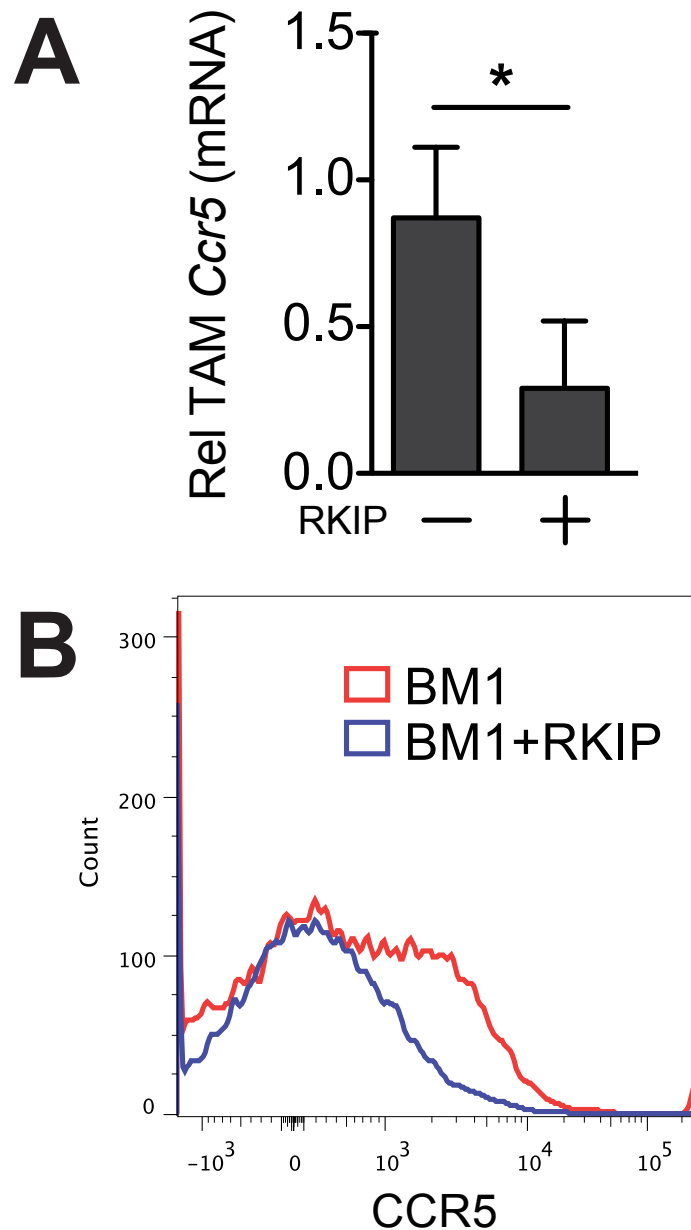 A
Rel TAM Ccr5 (mRNA)
1.5
1.0
0.5
0.0
*
RKIP − +
B
Count
300
200
100
0
BM1
BM1+RKIP
−10³ 0 10³ 10⁴ 10⁵
CCR5